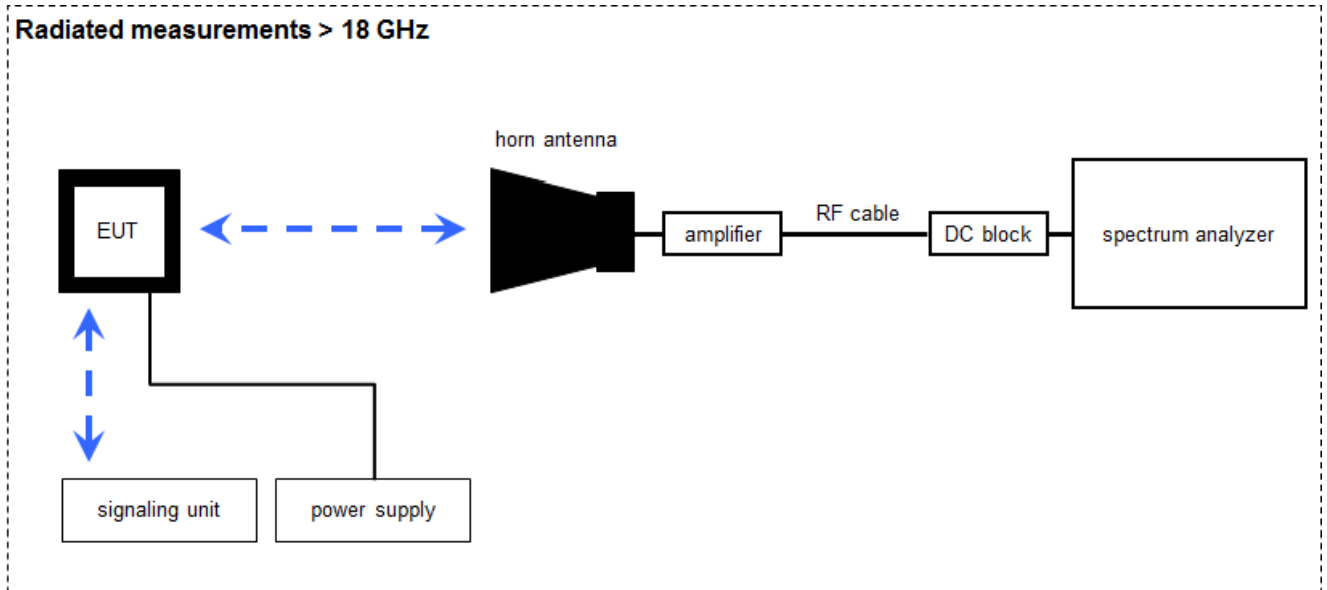 Radiated measurements > 18 GHz
horn antenna
EUT
amplifier
RF cable
DC block
spectrum analyzer
signaling unit
power supply